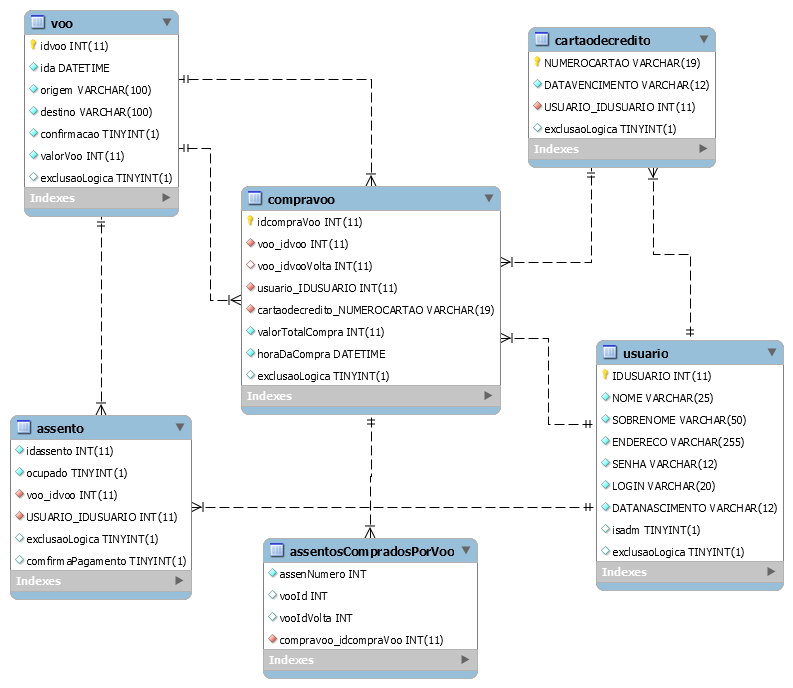 voo
idvoo INT(11)
ida DATETIME
origem VARCHAR(100)
destino VARCHAR(100)
confirmacao TINYINT(1)
valorVoo INT(11)
exclusaoLogica TINYINT(1)
Indexes
cartaodecredito
NUMEROCARTAO VARCHAR(19)
DATAVENCIMENTO VARCHAR(12)
USUARIO_IDUSUARIO INT(11)
exclusaoLogica TINYINT(1)
Indexes
compravoo
idcompraVoo INT(11)
voo_idvoo INT(11)
voo_idvooVolta INT(11)
usuario_IDUSUARIO INT(11)
cartaodecredito_NUMEROCARTAO VARCHAR(19)
valorTotalCompra INT(11)
horaDaCompra DATETIME
exclusaoLogica TINYINT(1)
Indexes
usuario
IDUSUARIO INT(11)
NOME VARCHAR(25)
SOBRENOME VARCHAR(50)
ENDERECO VARCHAR(255)
SENHA VARCHAR(12)
LOGIN VARCHAR(20)
DATANASCIMENTO VARCHAR(12)
isadm TINYINT(1)
exclusaoLogica TINYINT(1)
Indexes
assento
idassento INT(11)
ocupado TINYINT(1)
voo_idvoo INT(11)
USUARIO_IDUSUARIO INT(11)
exclusaoLogica TINYINT(1)
confirmaPagamento TINYINT(1)
Indexes
assentosCompradosPorVoo
assenNumero INT
vooId INT
vooIdVolta INT
compravoo_idcompraVoo INT(11)
Indexes